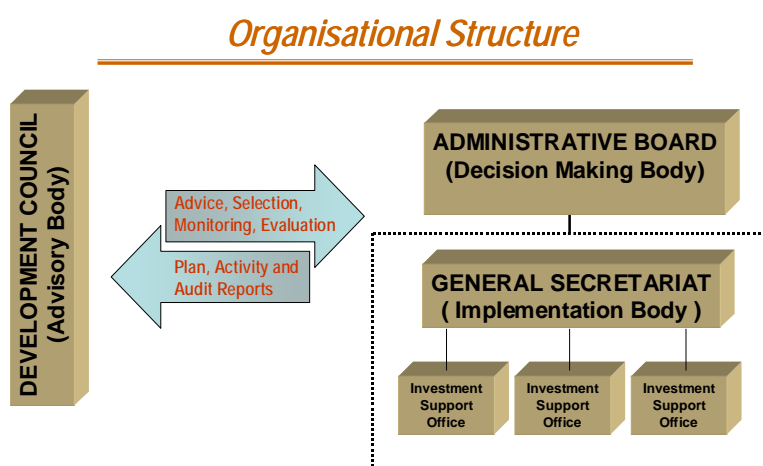 Organisational Structure
DEVELOPMENT COUNCIL
(Advisory Body)
Advice, Selection,
Monitoring, Evaluation
Plan, Activity and
Audit Reports
ADMINISTRATIVE BOARD
(Decision Making Body)
GENERAL SECRETARIAT
( Implementation Body )
Investment
Support
Office
Investment
Support
Office
Investment
Support
Office